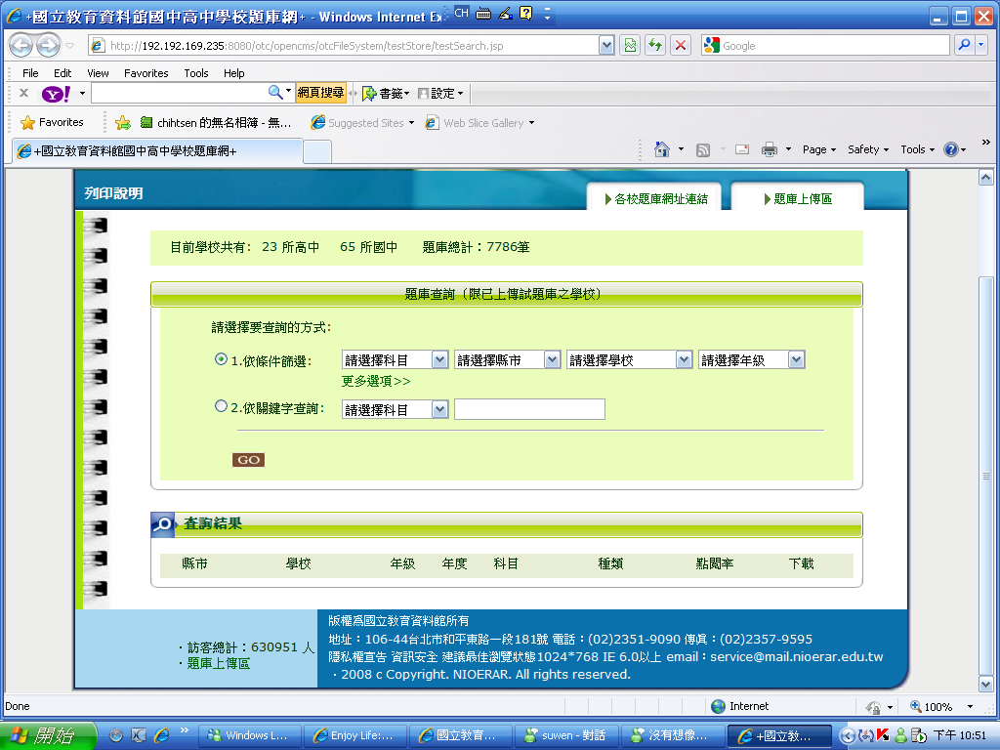 +國立教育資料館國中高中學校題庫網+ - Windows Internet Ex
CH
http://192.192.169.235:8080/otc/opencms/otcFileSystem/testStore/testSearch.jsp
Google
File Edit View Favorites Tools Help
Y! 網頁搜尋 書籤 設定
Favorites chihtsen 的無名相簿 - 無... Suggested Sites Web Slice Gallery
+國立教育資料館國中高中學校題庫網+
Page Safety Tools
列印說明
各校題庫網址連結 題庫上傳區
目前學校共有: 23 所高中 65 所國中 題庫總計:7786筆
題庫查詢（限已上傳試題庫之學校）
請選擇要查詢的方式:
1.依條件篩選: 請選擇科目 請選擇縣市 請選擇學校 請選擇年級
更多選項>>
2.依關鍵字查詢: 請選擇科目
GO
查詢結果
縣市 學校 年級 年度 科目 種類 點閱率 下載
·訪客總計:630951 人
·題庫上傳區
版權爲國立教育資料館所有
地址:106-44台北市和平東路一段181號 電話:(02)2351-9090 傳眞:(02)2357-9595
隱私權宣告 資訊安全 建議最佳瀏覽狀態1024*768 IE 6.0以上 email:service@mail.nioerar.edu.tw
·2008 c Copyright. NIOERAR. All rights reserved.
Done Internet 100%
開始 Windows L... Enjoy Life:... 國立教育... suwen - 對話 沒有想像... +國立教... 下午 10:51